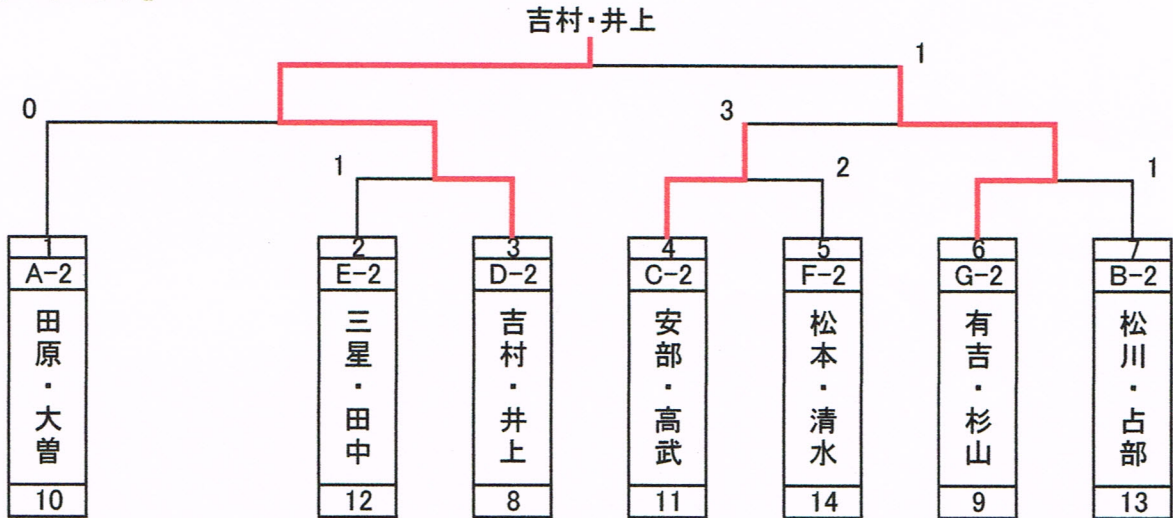 吉村・井上
1
0
3
1
2
1
1 2 3 4 5 6 7
A-2 E-2 D-2 C-2 F-2 G-2 B-2
田原・大曽
三星・田中
吉村・井上
安部・高武
松本・清水
有吉・杉山
松川・占部
10 12 8 11 14 9 13